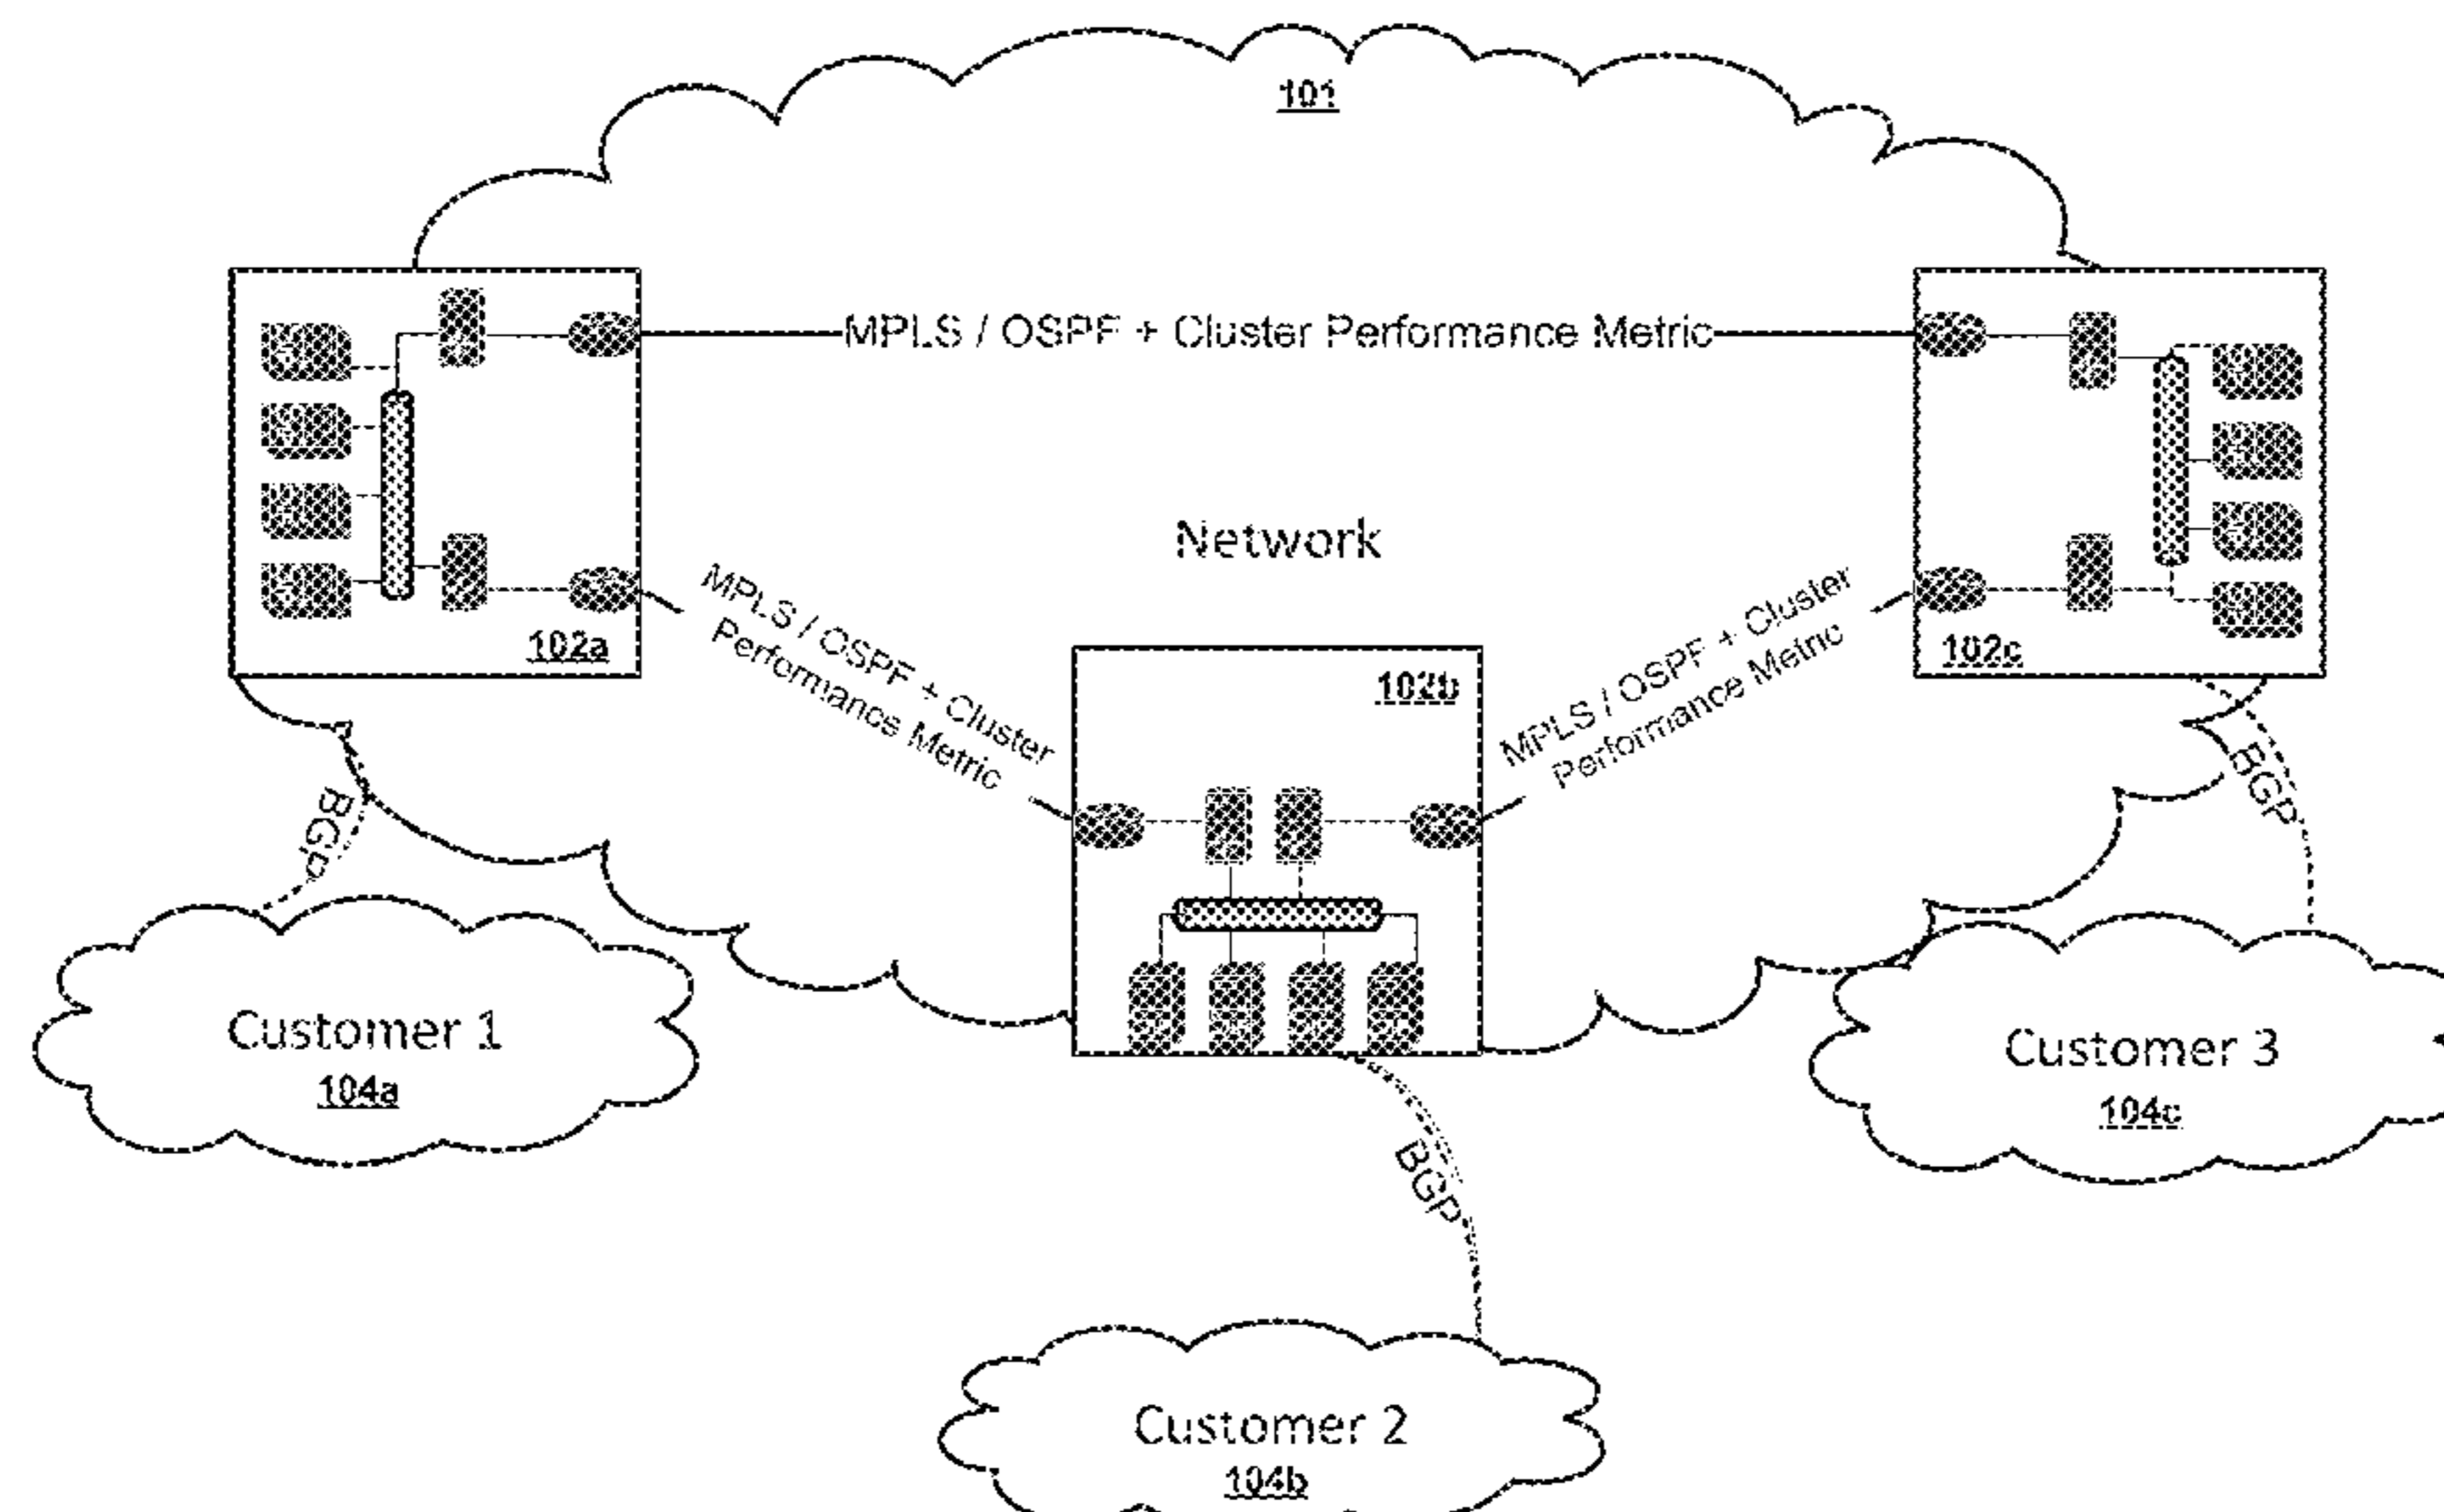 101
MPLS / OSPF + Cluster Performance Metric
Network
MPLS / OSPF + Cluster
Performance Metric
MPLS / OSPF + Cluster
Performance Metric
102a
102b
102c
BGP
BGP
Customer 1
104a
Customer 3
104c
BGP
Customer 2
104b